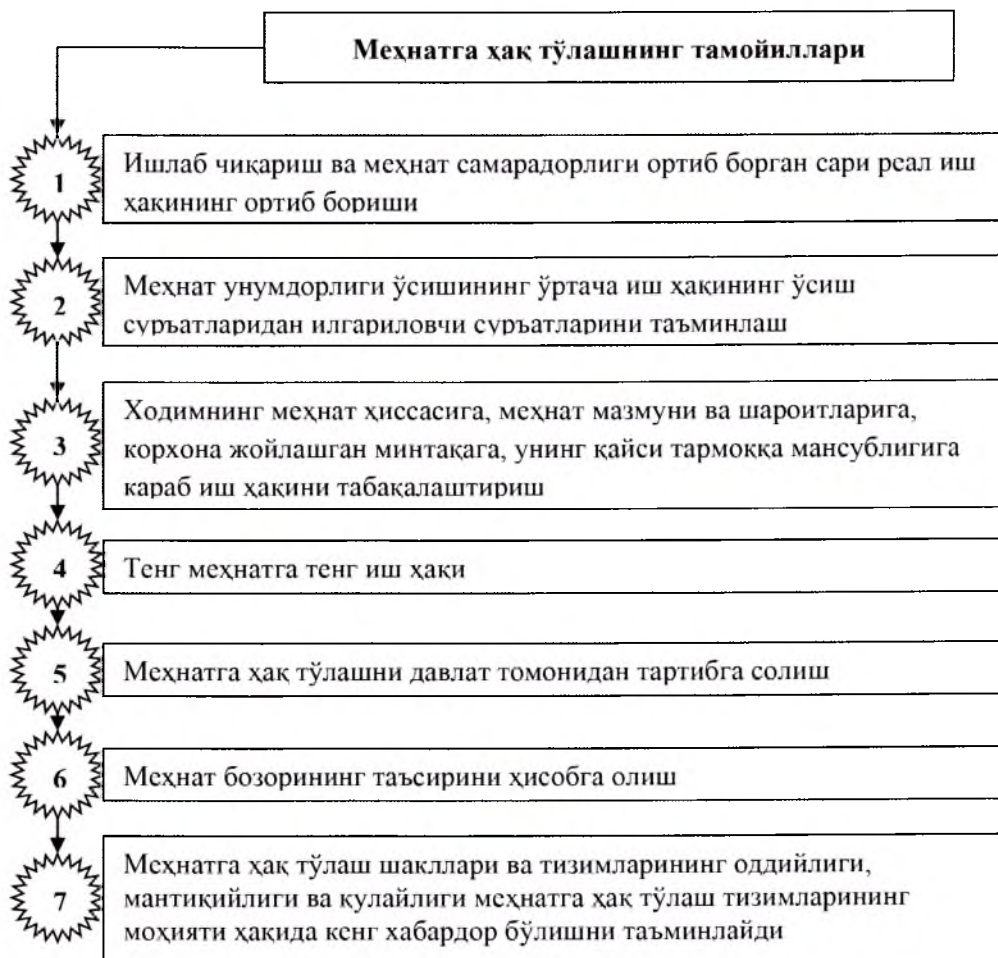 Меҳнатга ҳақ тўлашнинг тамойиллари
1
Ишлаб чиқариш ва меҳнат самарадорлиги ортиб борган сари реал иш
ҳақининг ортиб бориши
2
Меҳнат унумдорлиги ўсишининг ўртача иш ҳақининг ўсиш
суръатларидан илгариловчи суръатларини таъминлаш
3
Ходимнинг меҳнат ҳиссасига, меҳнат мазмуни ва шароитларига,
корхона жойлашган минтақага, унинг қайси тармоққа мансублигига
караб иш ҳақини табақалаштириш
4
Тенг меҳнатга тенг иш ҳақи
5
Меҳнатга ҳақ тўлашни давлат томонидан тартибга солиш
6
Меҳнат бозорининг таъсирини ҳисобга олиш
7
Меҳнатга ҳақ тўлаш шакллари ва тизимларининг оддийлиги,
мантиқийлиги ва қулайлиги меҳнатга ҳақ тўлаш тизимларининг
моҳияти ҳақида кенг хабардор бўлишни таъминлайди